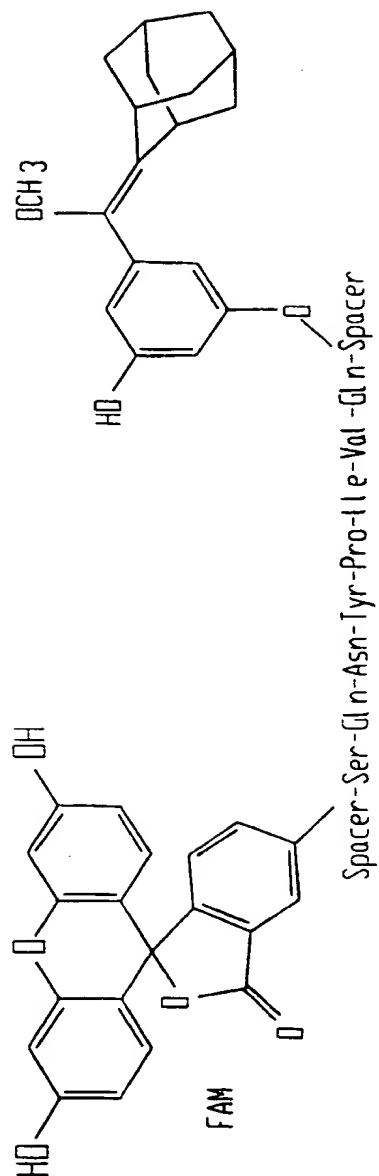 HO
O
OH
OCH3
HO
O
O
O
FAM
Spacer-Ser-Gln-Asn-Tyr-Pro-Ile-Val-Gln-Spacer